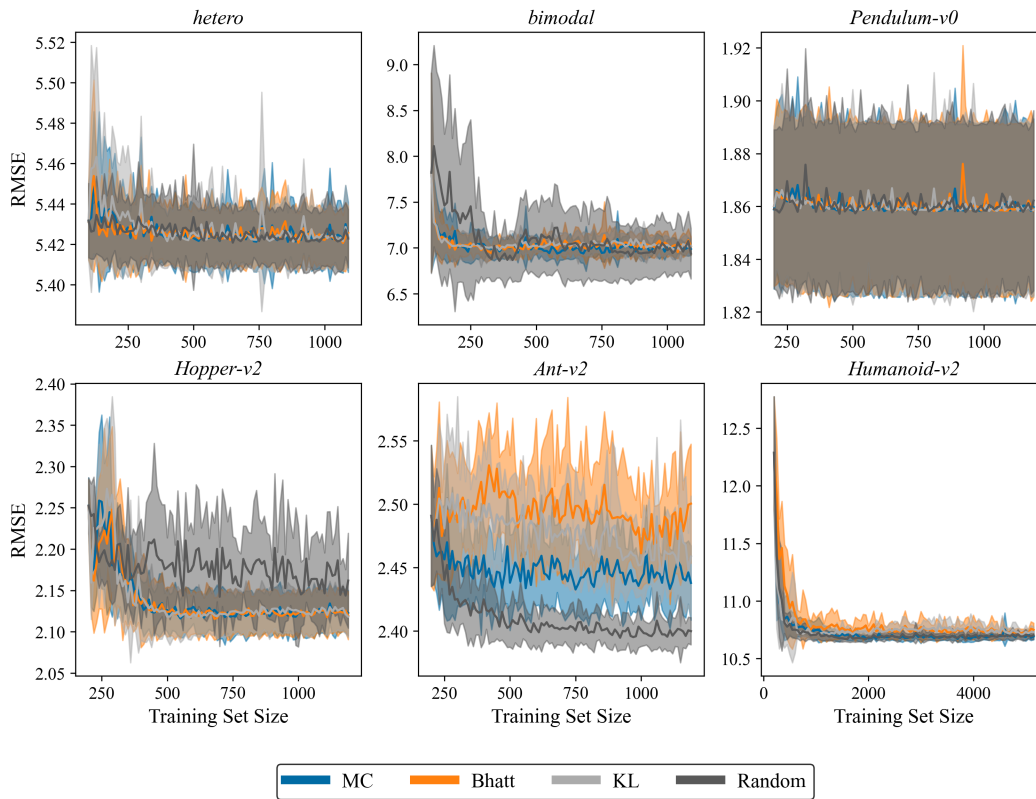 hetero bimodal Pendulum-v0
RMSE
5.52
5.50
5.48
5.46
5.44
5.42
5.40
250 500 750 1000
9.0
8.5
8.0
7.5
7.0
6.5
250 500 750 1000
1.92
1.90
1.88
1.86
1.84
1.82
250 500 750 1000
Hopper-v2 Ant-v2 Humanoid-v2
RMSE
2.40
2.35
2.30
2.25
2.20
2.15
2.10
2.05
250 500 750 1000
Training Set Size
2.55
2.50
2.45
2.40
250 500 750 1000
Training Set Size
12.5
12.0
11.5
11.0
10.5
0 2000 4000
Training Set Size
MC Bhatt KL Random